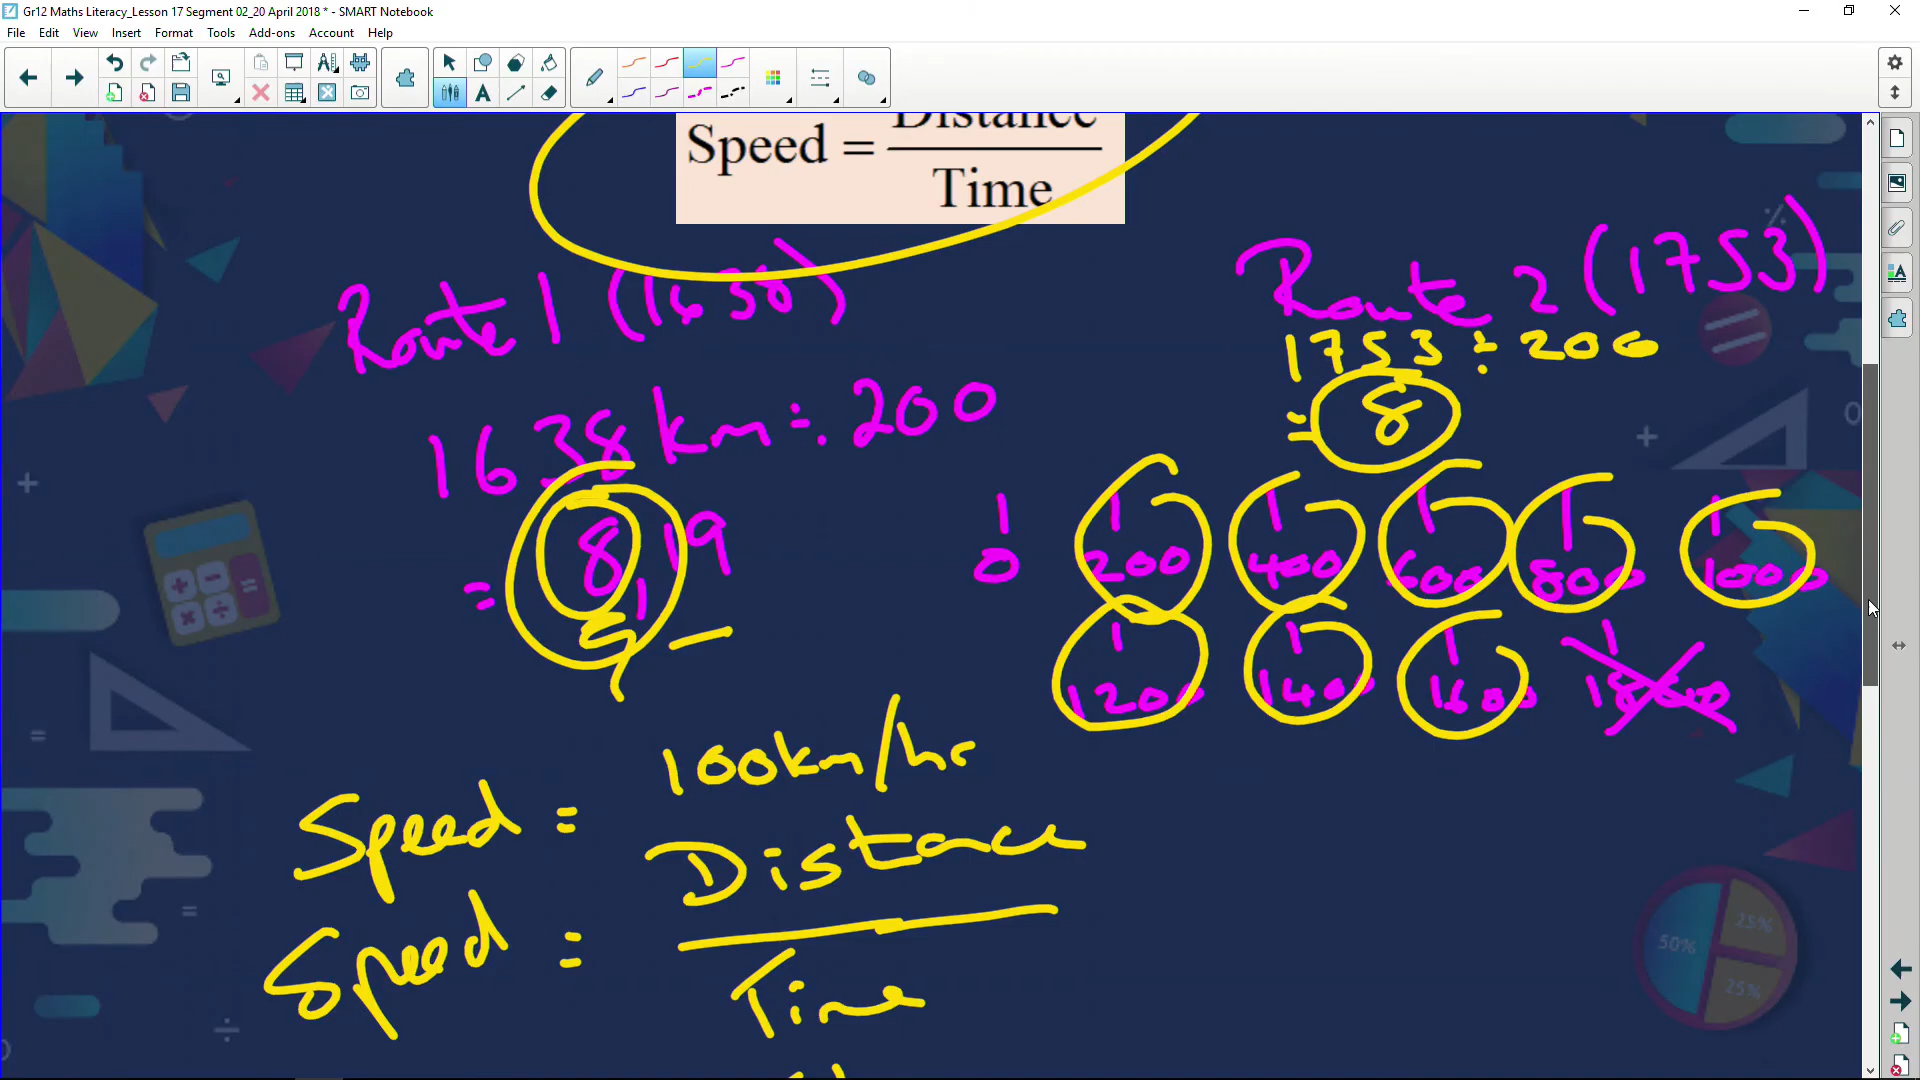 Gr12 Maths Literacy_Lesson 17 Segment 02_20 April 2018 * - SMART Notebook
File Edit View Insert Format Tools Add-ons Account Help
Speed = Distance
Time
Route 1 (1638)
Route 2 (1753)
1753 ÷ 200
= 8
1638 km ÷ 200
= 8,19
0 200 400 600 800 1000
1200 1400 1600 1800
100km/hr
Speed =
Distance
Speed =
Time
50%
25%
25%